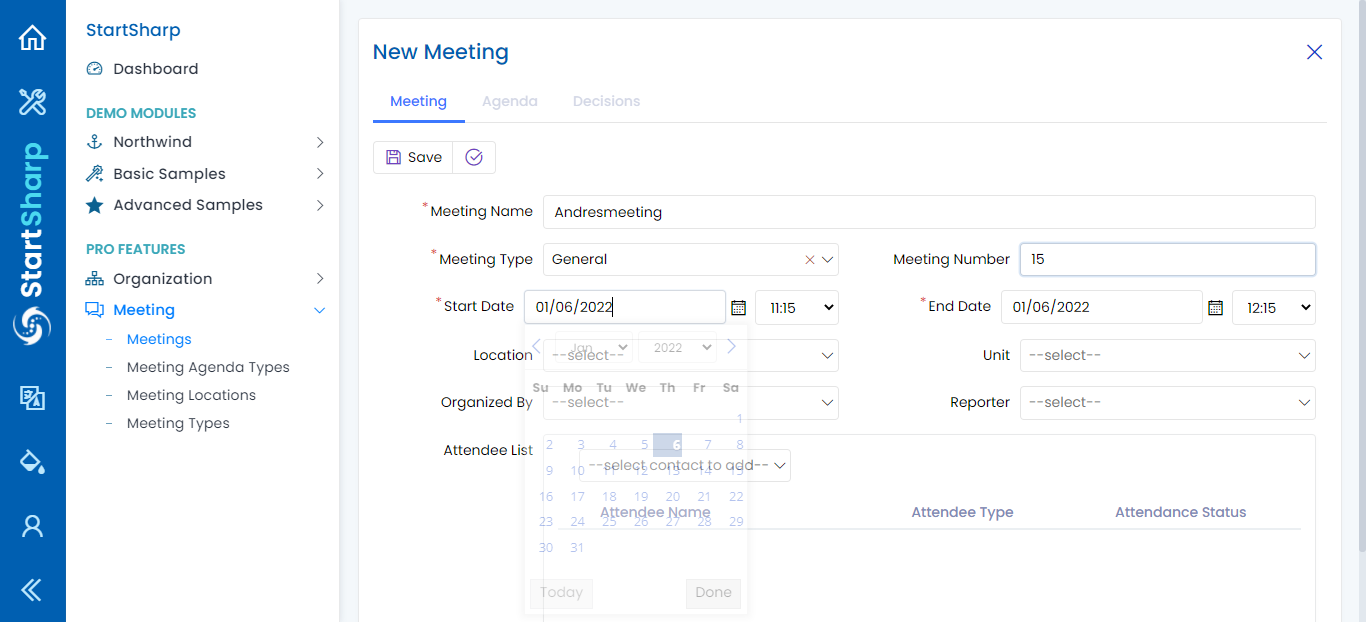 StartSharp
StartSharp
Dashboard
DEMO MODULES
Northwind
Basic Samples
Advanced Samples
PRO FEATURES
Organization
Meeting
Meetings
Meeting Agenda Types
Meeting Locations
Meeting Types
New Meeting
Meeting Agenda Decisions
Save
*Meeting Name Andresmeeting
*Meeting Type General Meeting Number 15
*Start Date 01/06/2022 11:15 *End Date 01/06/2022 12:15
Location --select-- Unit --select--
Jan 2022
Su Mo Tu We Th Fr Sa
Organized By --select-- Reporter --select--
1
Attendee List
2 3 4 5 6 7 8
--select contact to add--
9 10 11 12 13 14 15
16 17 18 19 20 21 22
Attendee Name Attendee Type Attendance Status
23 24 25 26 27 28 29
30 31
Today Done